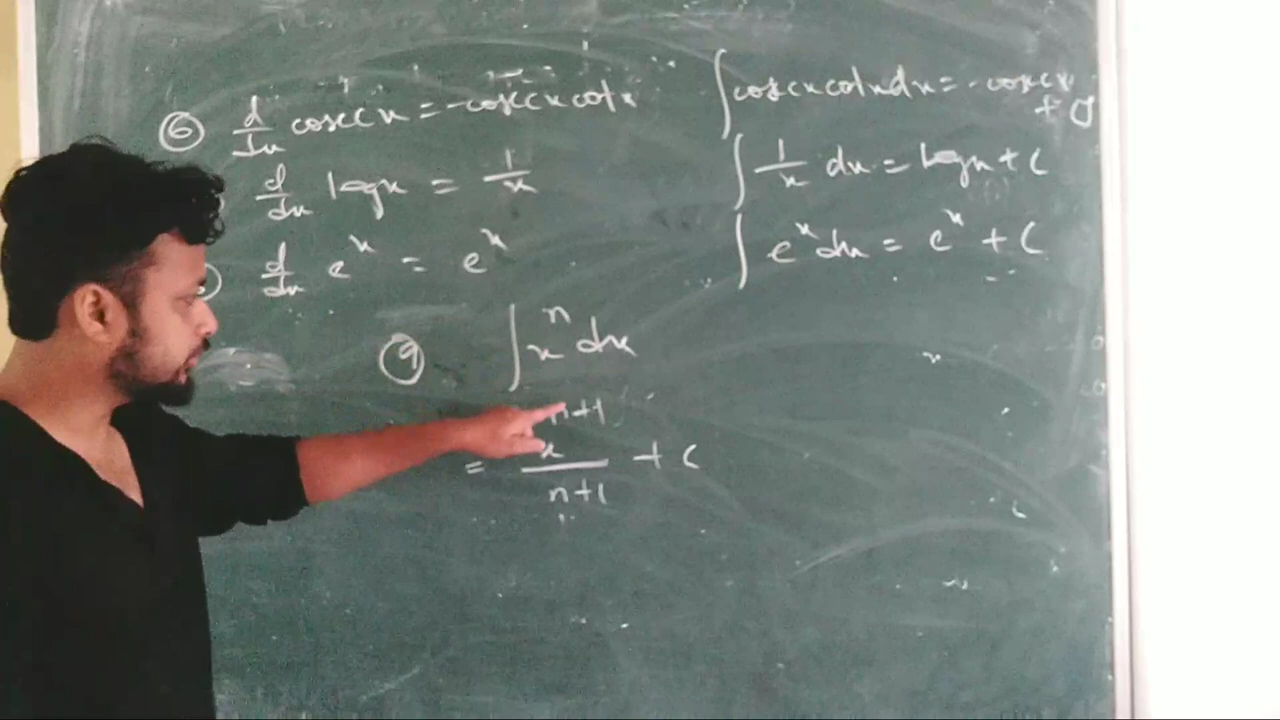 ⑥ d/dx cosec x = -cosec x cot x ∫ cosec x cot x dx = -cosec x + C
d/dx log x = 1/x ∫ 1/x dx = log x + C
d/dx e^x = e^x ∫ e^x dx = e^x + C
⑨ ∫ x^n dx
= x^(n+1)/(n+1) + C